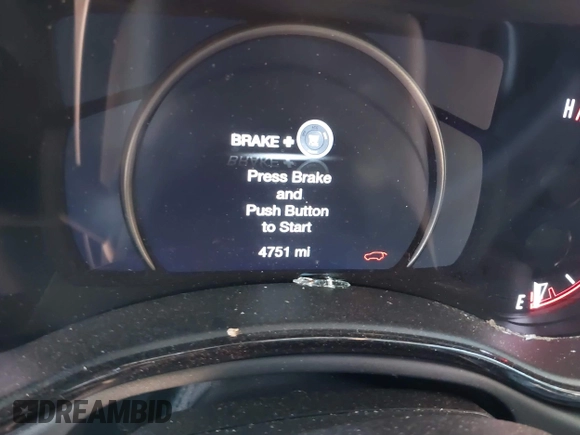 H
BRAKE +
Press Brake
and
Push Button
to Start
4751 mi
E
DREAMBID